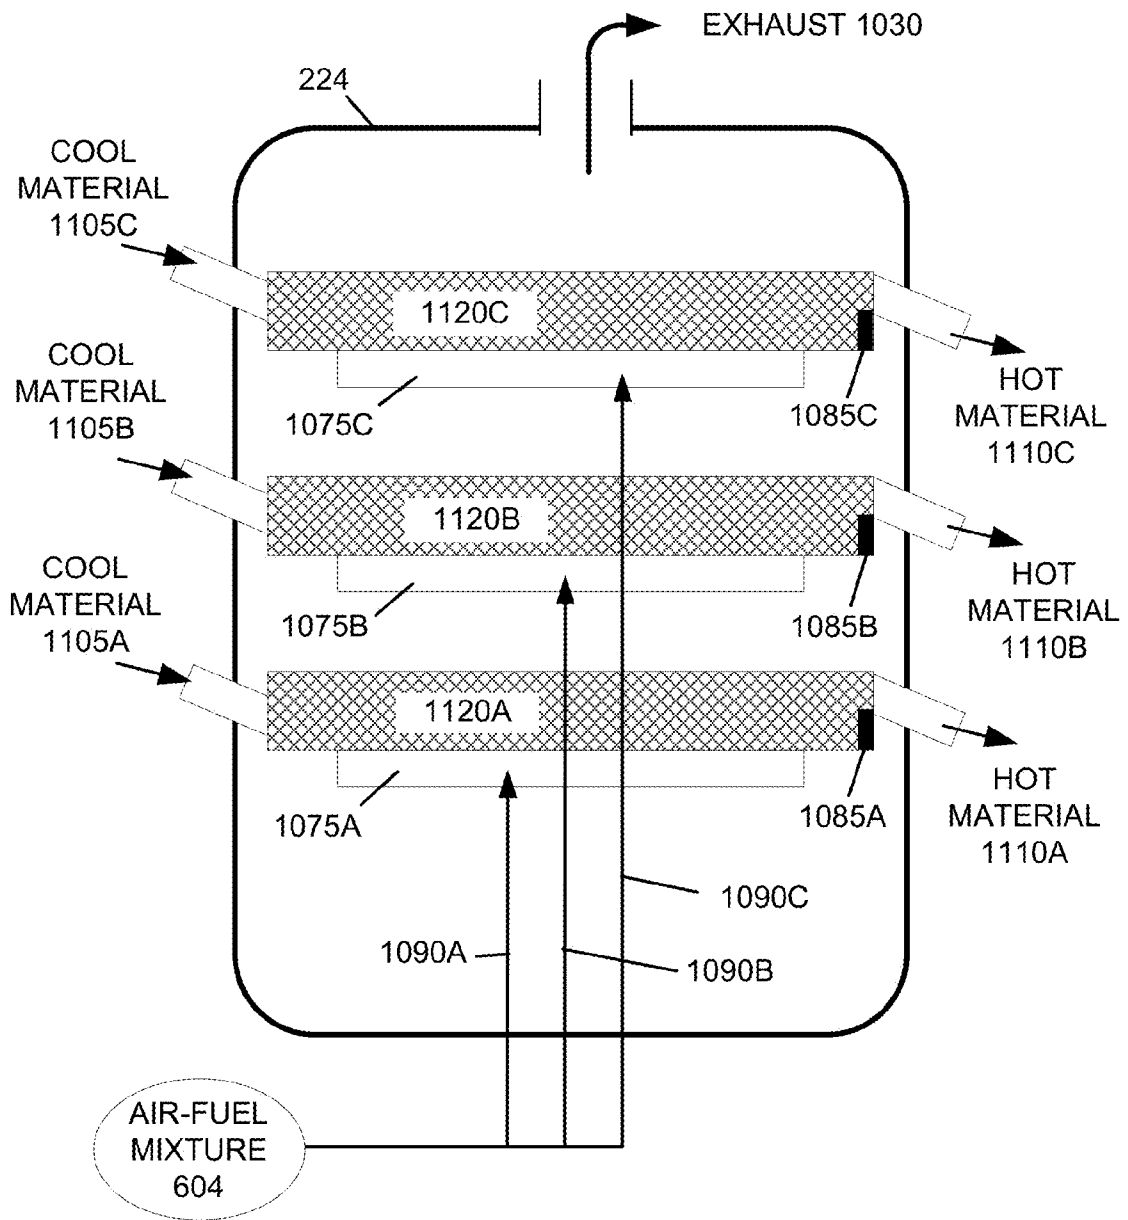 EXHAUST 1030
224
COOL
MATERIAL
1105C
1120C
1075C
1085C
HOT
MATERIAL
1110C
COOL
MATERIAL
1105B
1120B
1075B
1085B
HOT
MATERIAL
1110B
COOL
MATERIAL
1105A
1120A
1075A
1085A
HOT
MATERIAL
1110A
1090C
1090A
1090B
AIR-FUEL
MIXTURE
604